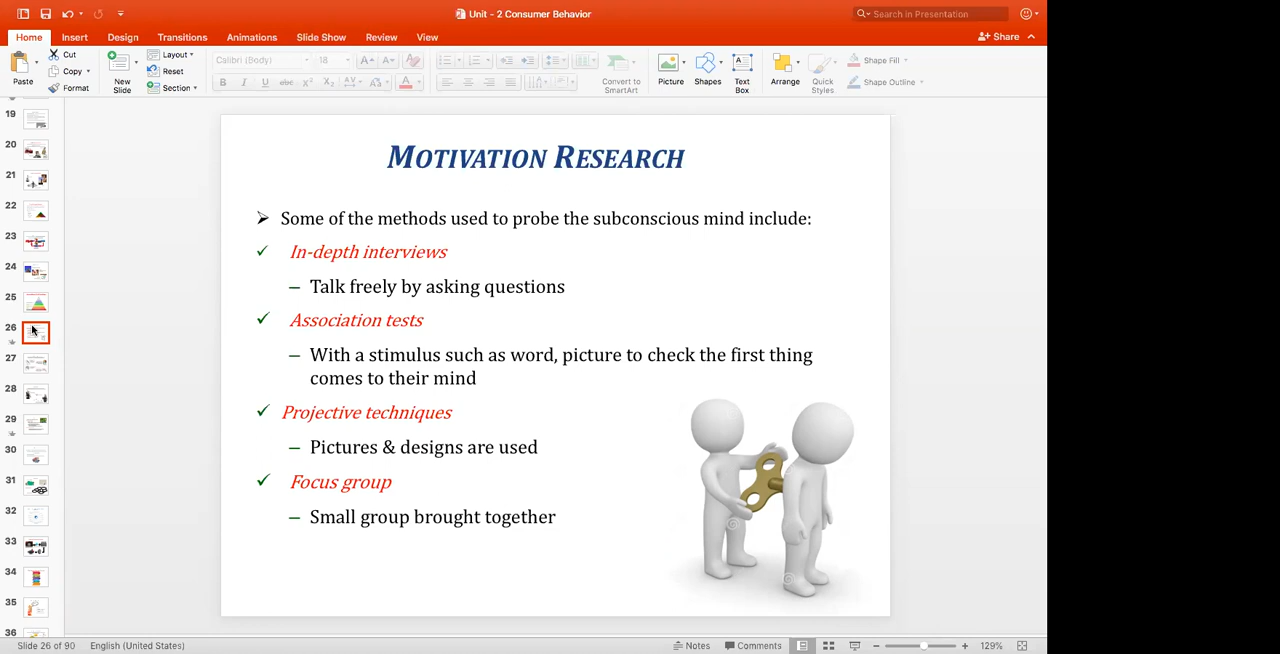 Unit - 2 Consumer Behavior
Search in Presentation
Home Insert Design Transitions Animations Slide Show Review View
Share
Paste
Cut
Copy
Format
New Slide
Layout
Reset
Section
Calibri (Body) 18
B I U abc X² X₂ AV Aa A
Convert to SmartArt
Picture
Shapes
Text Box
Arrange
Quick Styles
Shape Fill
Shape Outline
19
20
21
22
23
24
25
26
27
28
29
30
31
32
33
34
35
36
MOTIVATION RESEARCH
Some of the methods used to probe the subconscious mind include:
In-depth interviews
– Talk freely by asking questions
Association tests
– With a stimulus such as word, picture to check the first thing
comes to their mind
Projective techniques
– Pictures & designs are used
Focus group
– Small group brought together
Slide 26 of 90 English (United States)
Notes Comments 129%